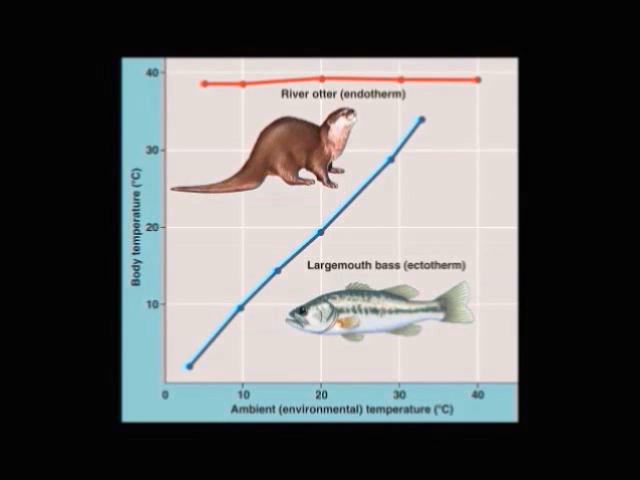 40
River otter (endotherm)
30
Body temperature (°C)
20
Largemouth bass (ectotherm)
10
0 10 20 30 40
Ambient (environmental) temperature (°C)